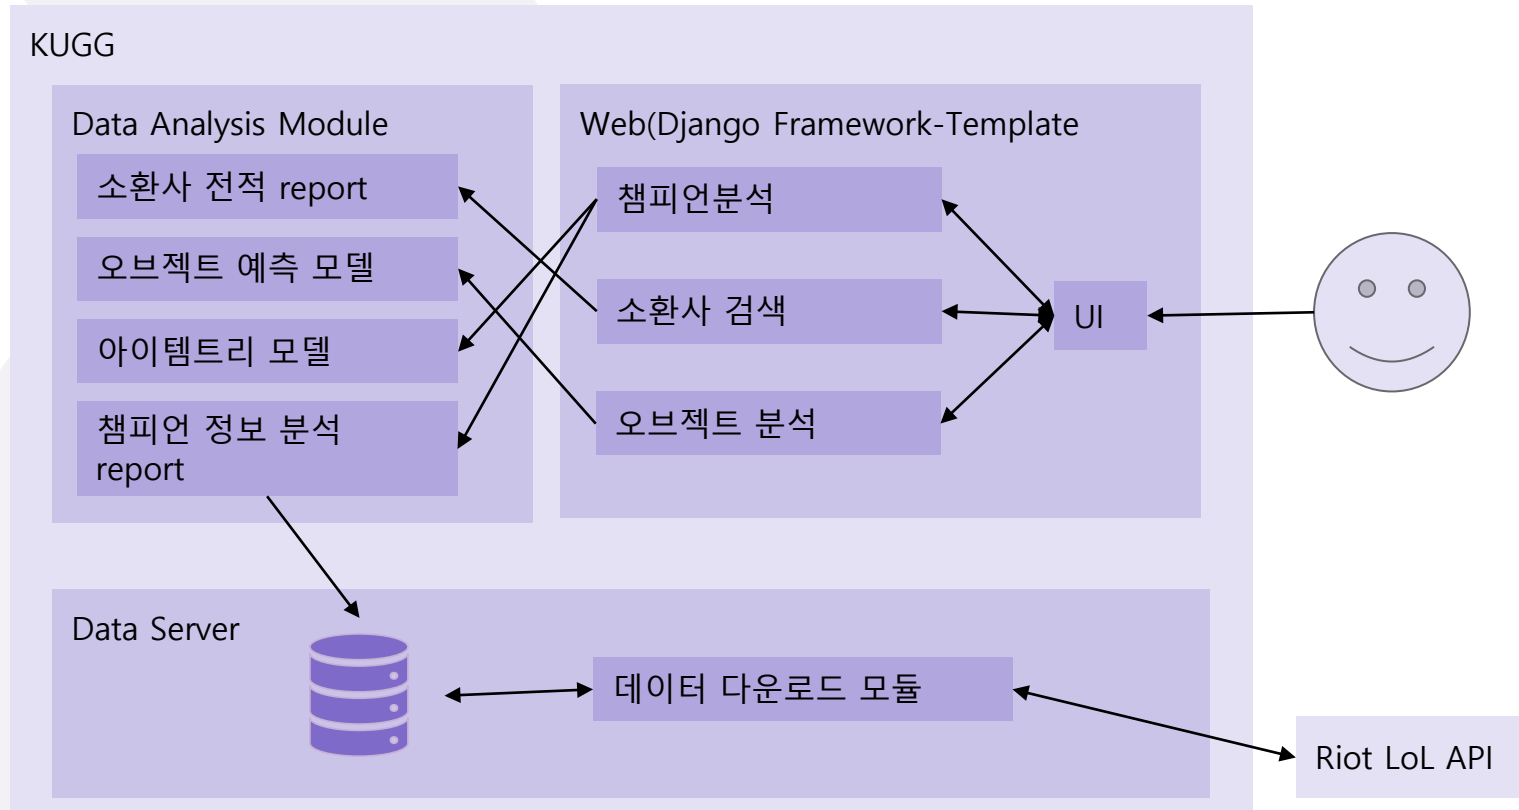 KUGG
Data Analysis Module
소환사 전적 report
오브젝트 예측 모델
아이템트리 모델
챔피언 정보 분석
report
Web(Django Framework-Template
챔피언분석
소환사 검색
오브젝트 분석
UI
Data Server
데이터 다운로드 모듈
Riot LoL API